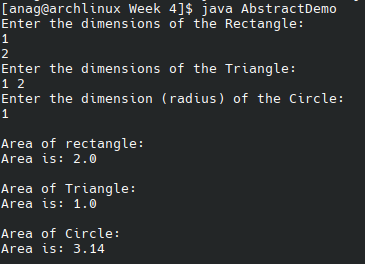 [anag@archlinux Week 4]$ java AbstractDemo
Enter the dimensions of the Rectangle:
1
2
Enter the dimensions of the Triangle:
1 2
Enter the dimension (radius) of the Circle:
1
Area of rectangle:
Area is: 2.0
Area of Triangle:
Area is: 1.0
Area of Circle:
Area is: 3.14